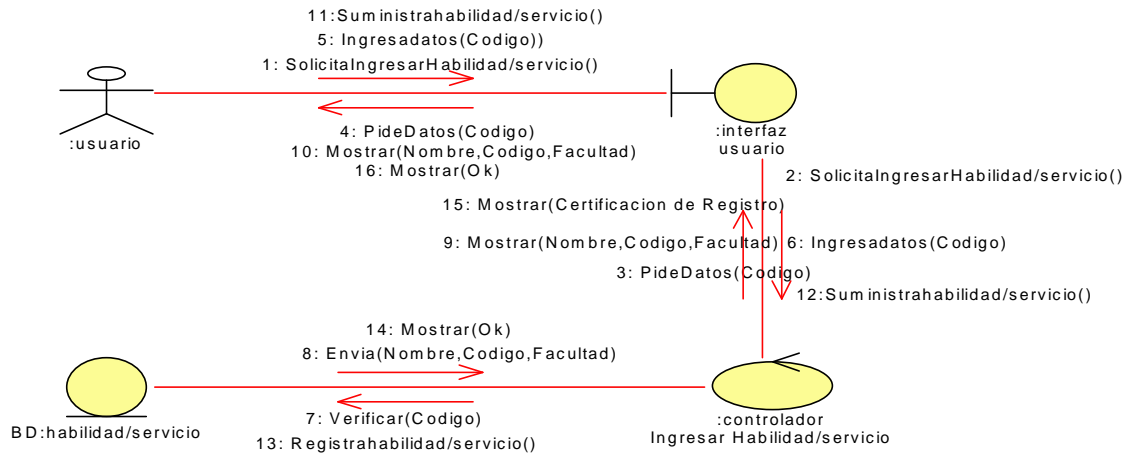 11:Suministrahabilidad/servicio()
5: Ingresadatos(Codigo))
1: SolicitaIngresarHabilidad/servicio()
:usuario
4: PideDatos(Codigo)
10: Mostrar(Nombre,Codigo,Facultad)
16: Mostrar(Ok)
:interfaz
usuario
2: SolicitaIngresarHabilidad/servicio()
15: Mostrar(Certificacion de Registro)
9: Mostrar(Nombre,Codigo,Facultad)
6: Ingresadatos(Codigo)
3: PideDatos(Codigo)
12:Suministrahabilidad/servicio()
14: Mostrar(Ok)
8: Envia(Nombre,Codigo,Facultad)
7: Verificar(Codigo)
13: Registrahabilidad/servicio()
BD:habilidad/servicio
:controlador
Ingresar Habilidad/servicio